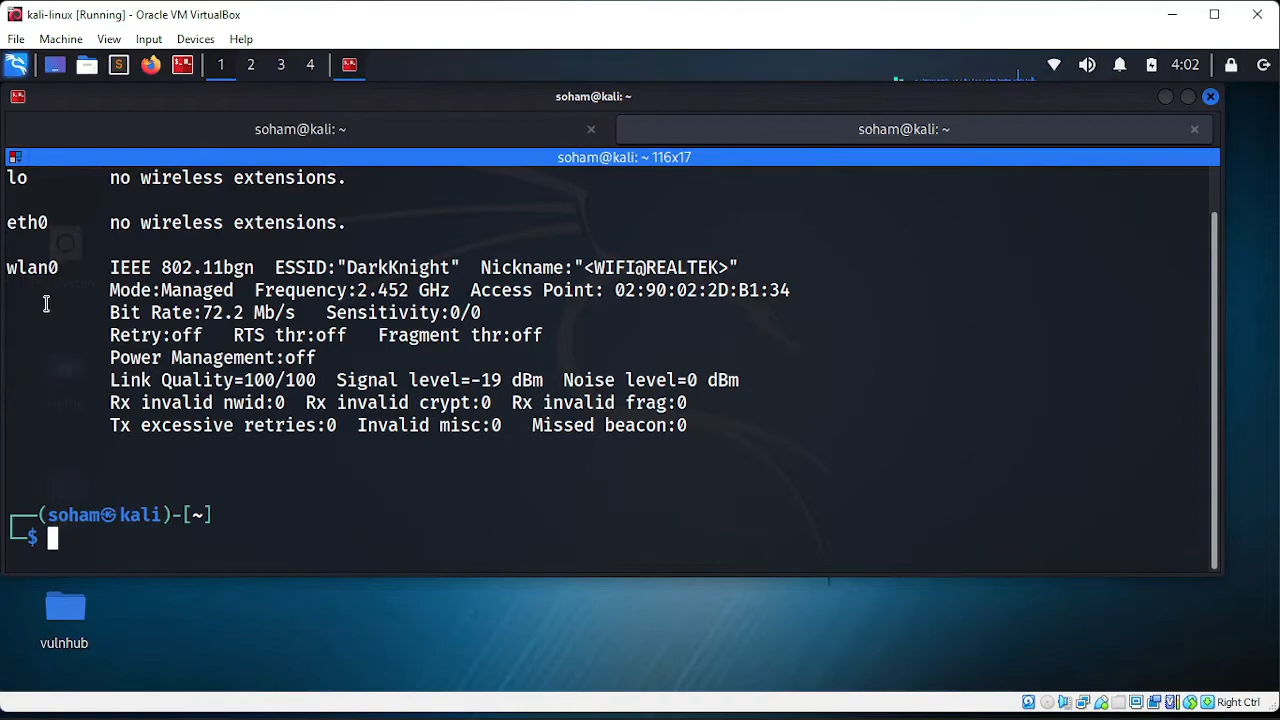 kali-linux [Running] - Oracle VM VirtualBox
File Machine View Input Devices Help
1 2 3 4 4:02
soham@kali: ~
soham@kali: ~ soham@kali: ~
soham@kali: ~ 116x17
lo no wireless extensions.
eth0 no wireless extensions.
wlan0 IEEE 802.11bgn ESSID:"DarkKnight" Nickname:"<WIFI@REALTEK>"
Mode:Managed Frequency:2.452 GHz Access Point: 02:90:02:2D:B1:34
Bit Rate:72.2 Mb/s Sensitivity:0/0
Retry:off RTS thr:off Fragment thr:off
Power Management:off
Link Quality=100/100 Signal level=-19 dBm Noise level=0 dBm
Rx invalid nwid:0 Rx invalid crypt:0 Rx invalid frag:0
Tx excessive retries:0 Invalid misc:0 Missed beacon:0
┌──(soham㉿kali)-[~]
└─$
vulnhub
Right Ctrl